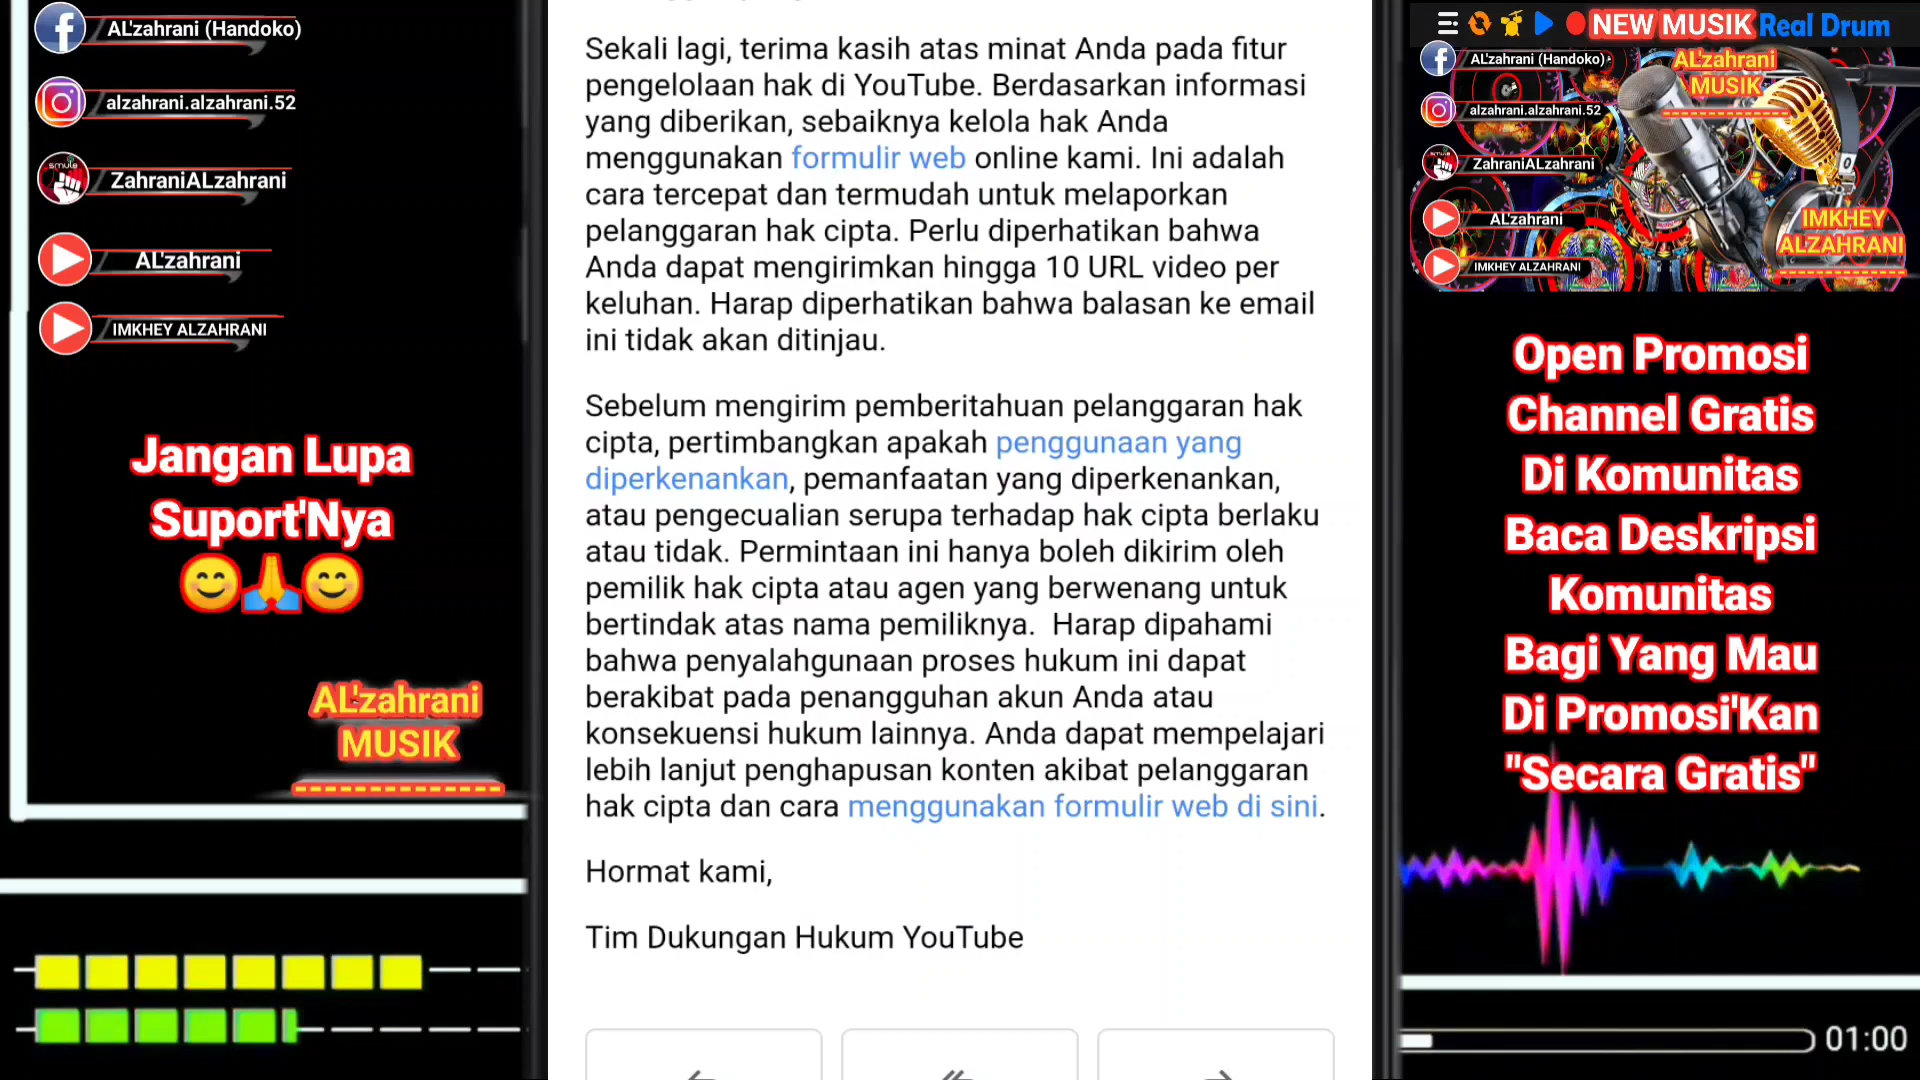 AL'zahrani (Handoko)
alzahrani.alzahrani.52
smule
ZahraniALzahrani
AL'zahrani
IMKHEY ALZAHRANI
Jangan Lupa
Suport'Nya
AL'zahrani
MUSIK
Sekali lagi, terima kasih atas minat Anda pada fitur
pengelolaan hak di YouTube. Berdasarkan informasi
yang diberikan, sebaiknya kelola hak Anda
menggunakan formulir web online kami. Ini adalah
cara tercepat dan termudah untuk melaporkan
pelanggaran hak cipta. Perlu diperhatikan bahwa
Anda dapat mengirimkan hingga 10 URL video per
keluhan. Harap diperhatikan bahwa balasan ke email
ini tidak akan ditinjau.
Sebelum mengirim pemberitahuan pelanggaran hak
cipta, pertimbangkan apakah penggunaan yang
diperkenankan, pemanfaatan yang diperkenankan,
atau pengecualian serupa terhadap hak cipta berlaku
atau tidak. Permintaan ini hanya boleh dikirim oleh
pemilik hak cipta atau agen yang berwenang untuk
bertindak atas nama pemiliknya. Harap dipahami
bahwa penyalahgunaan proses hukum ini dapat
berakibat pada penangguhan akun Anda atau
konsekuensi hukum lainnya. Anda dapat mempelajari
lebih lanjut penghapusan konten akibat pelanggaran
hak cipta dan cara menggunakan formulir web di sini.
Hormat kami,
Tim Dukungan Hukum YouTube
NEW MUSIK Real Drum
AL'zahrani (Handoko)
AL'zahrani
MUSIK
alzahrani.alzahrani.52
ZahraniALzahrani
AL'zahrani
IMKHEY ALZAHRANI
IMKHEY
ALZAHRANI
Open Promosi
Channel Gratis
Di Komunitas
Baca Deskripsi
Komunitas
Bagi Yang Mau
Di Promosi'Kan
"Secara Gratis"
01:00